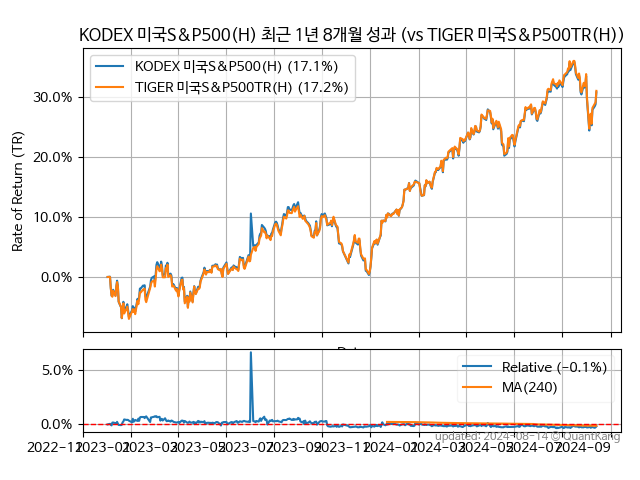 KODEX 미국S&P500(H) 최근 1년 8개월 성과 (vs TIGER 미국S&P500TR(H))
KODEX 미국S&P500(H) (17.1%)
TIGER 미국S&P500TR(H) (17.2%)
Rate of Return (TR)
30.0%
20.0%
10.0%
0.0%
5.0%
0.0%
Relative (-0.1%)
MA(240)
updated: 2024-08-14 © QuantKang
2022-11 2023-01 2023-03 2023-05 2023-07 2023-09 2023-11 2024-01 2024-03 2024-05 2024-07 2024-09